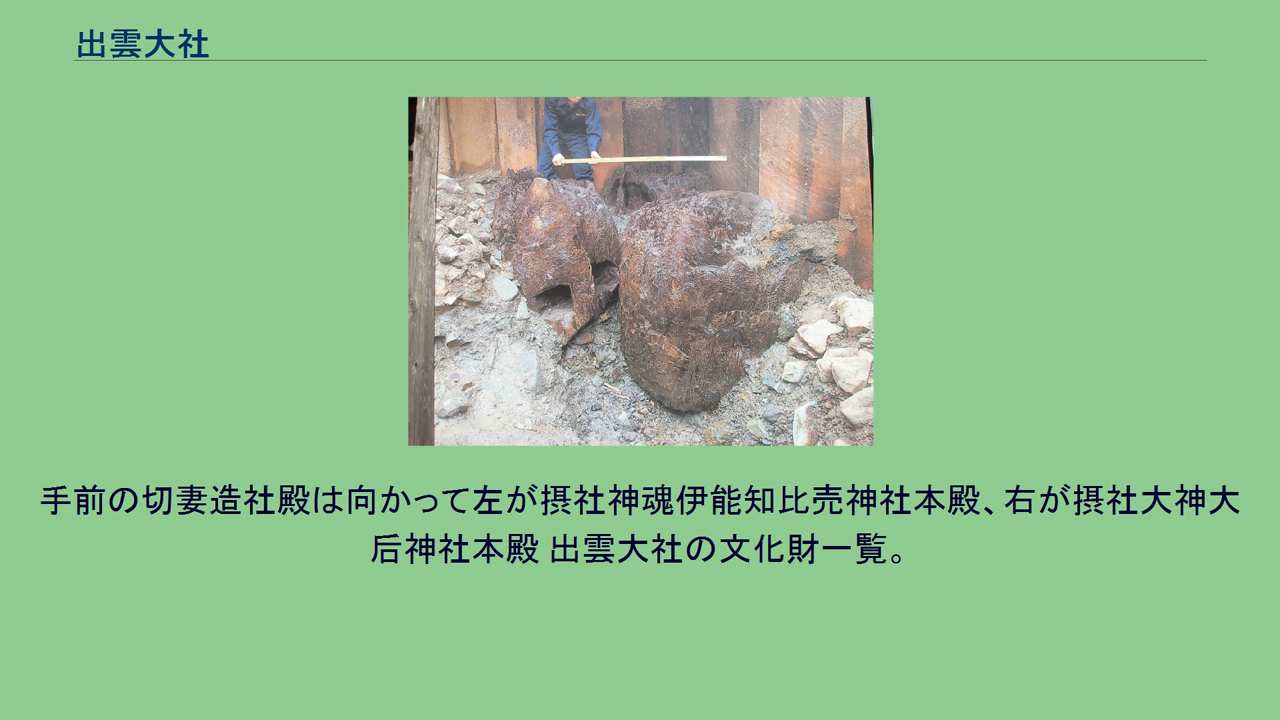 出雲大社
手前の切妻造社殿は向かって左が摂社神魂伊能知比売神社本殿、右が摂社大神大
后神社本殿 出雲大社の文化財一覧。